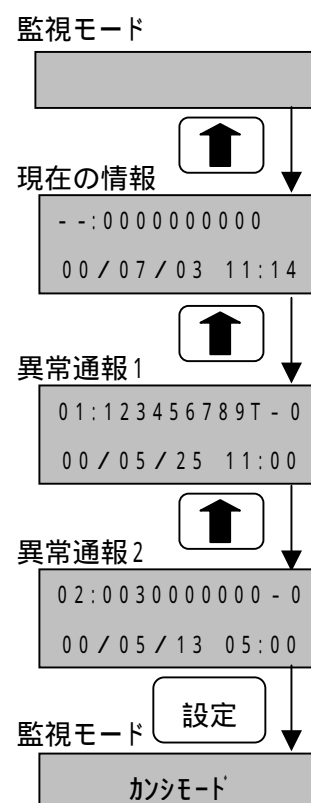 監視モード
現在の情報
--:0000000000
00/07/03 11:14
異常通報1
01:123456789T-0
00/05/25 11:00
異常通報2
02:0030000000-0
00/05/13 05:00
設定
監視モード
ｶﾝｼﾓｰﾄﾞ